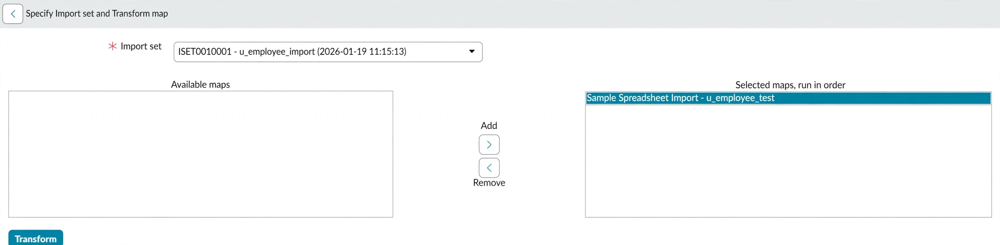 Specify Import set and Transform map
* Import set
ISET0010001 - u_employee_import (2026-01-19 11:15:13)
Available maps
Selected maps, run in order
Sample Spreadsheet Import - u_employee_test
Add
Remove
Transform